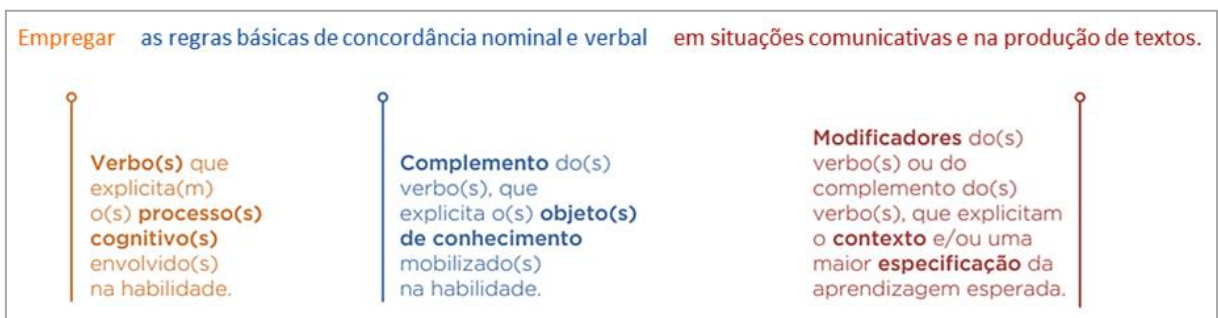 Empregar as regras básicas de concordância nominal e verbal em situações comunicativas e na produção de textos.
Verbo(s) que
explicita(m)
o(s) processo(s)
cognitivo(s)
envolvido(s)
na habilidade.
Complemento do(s)
verbo(s), que
explicita o(s) objeto(s)
de conhecimento
mobilizado(s)
na habilidade.
Modificadores do(s)
verbo(s) ou do
complemento do(s)
verbo(s), que explicitam
o contexto e/ou uma
maior especificação da
aprendizagem esperada.